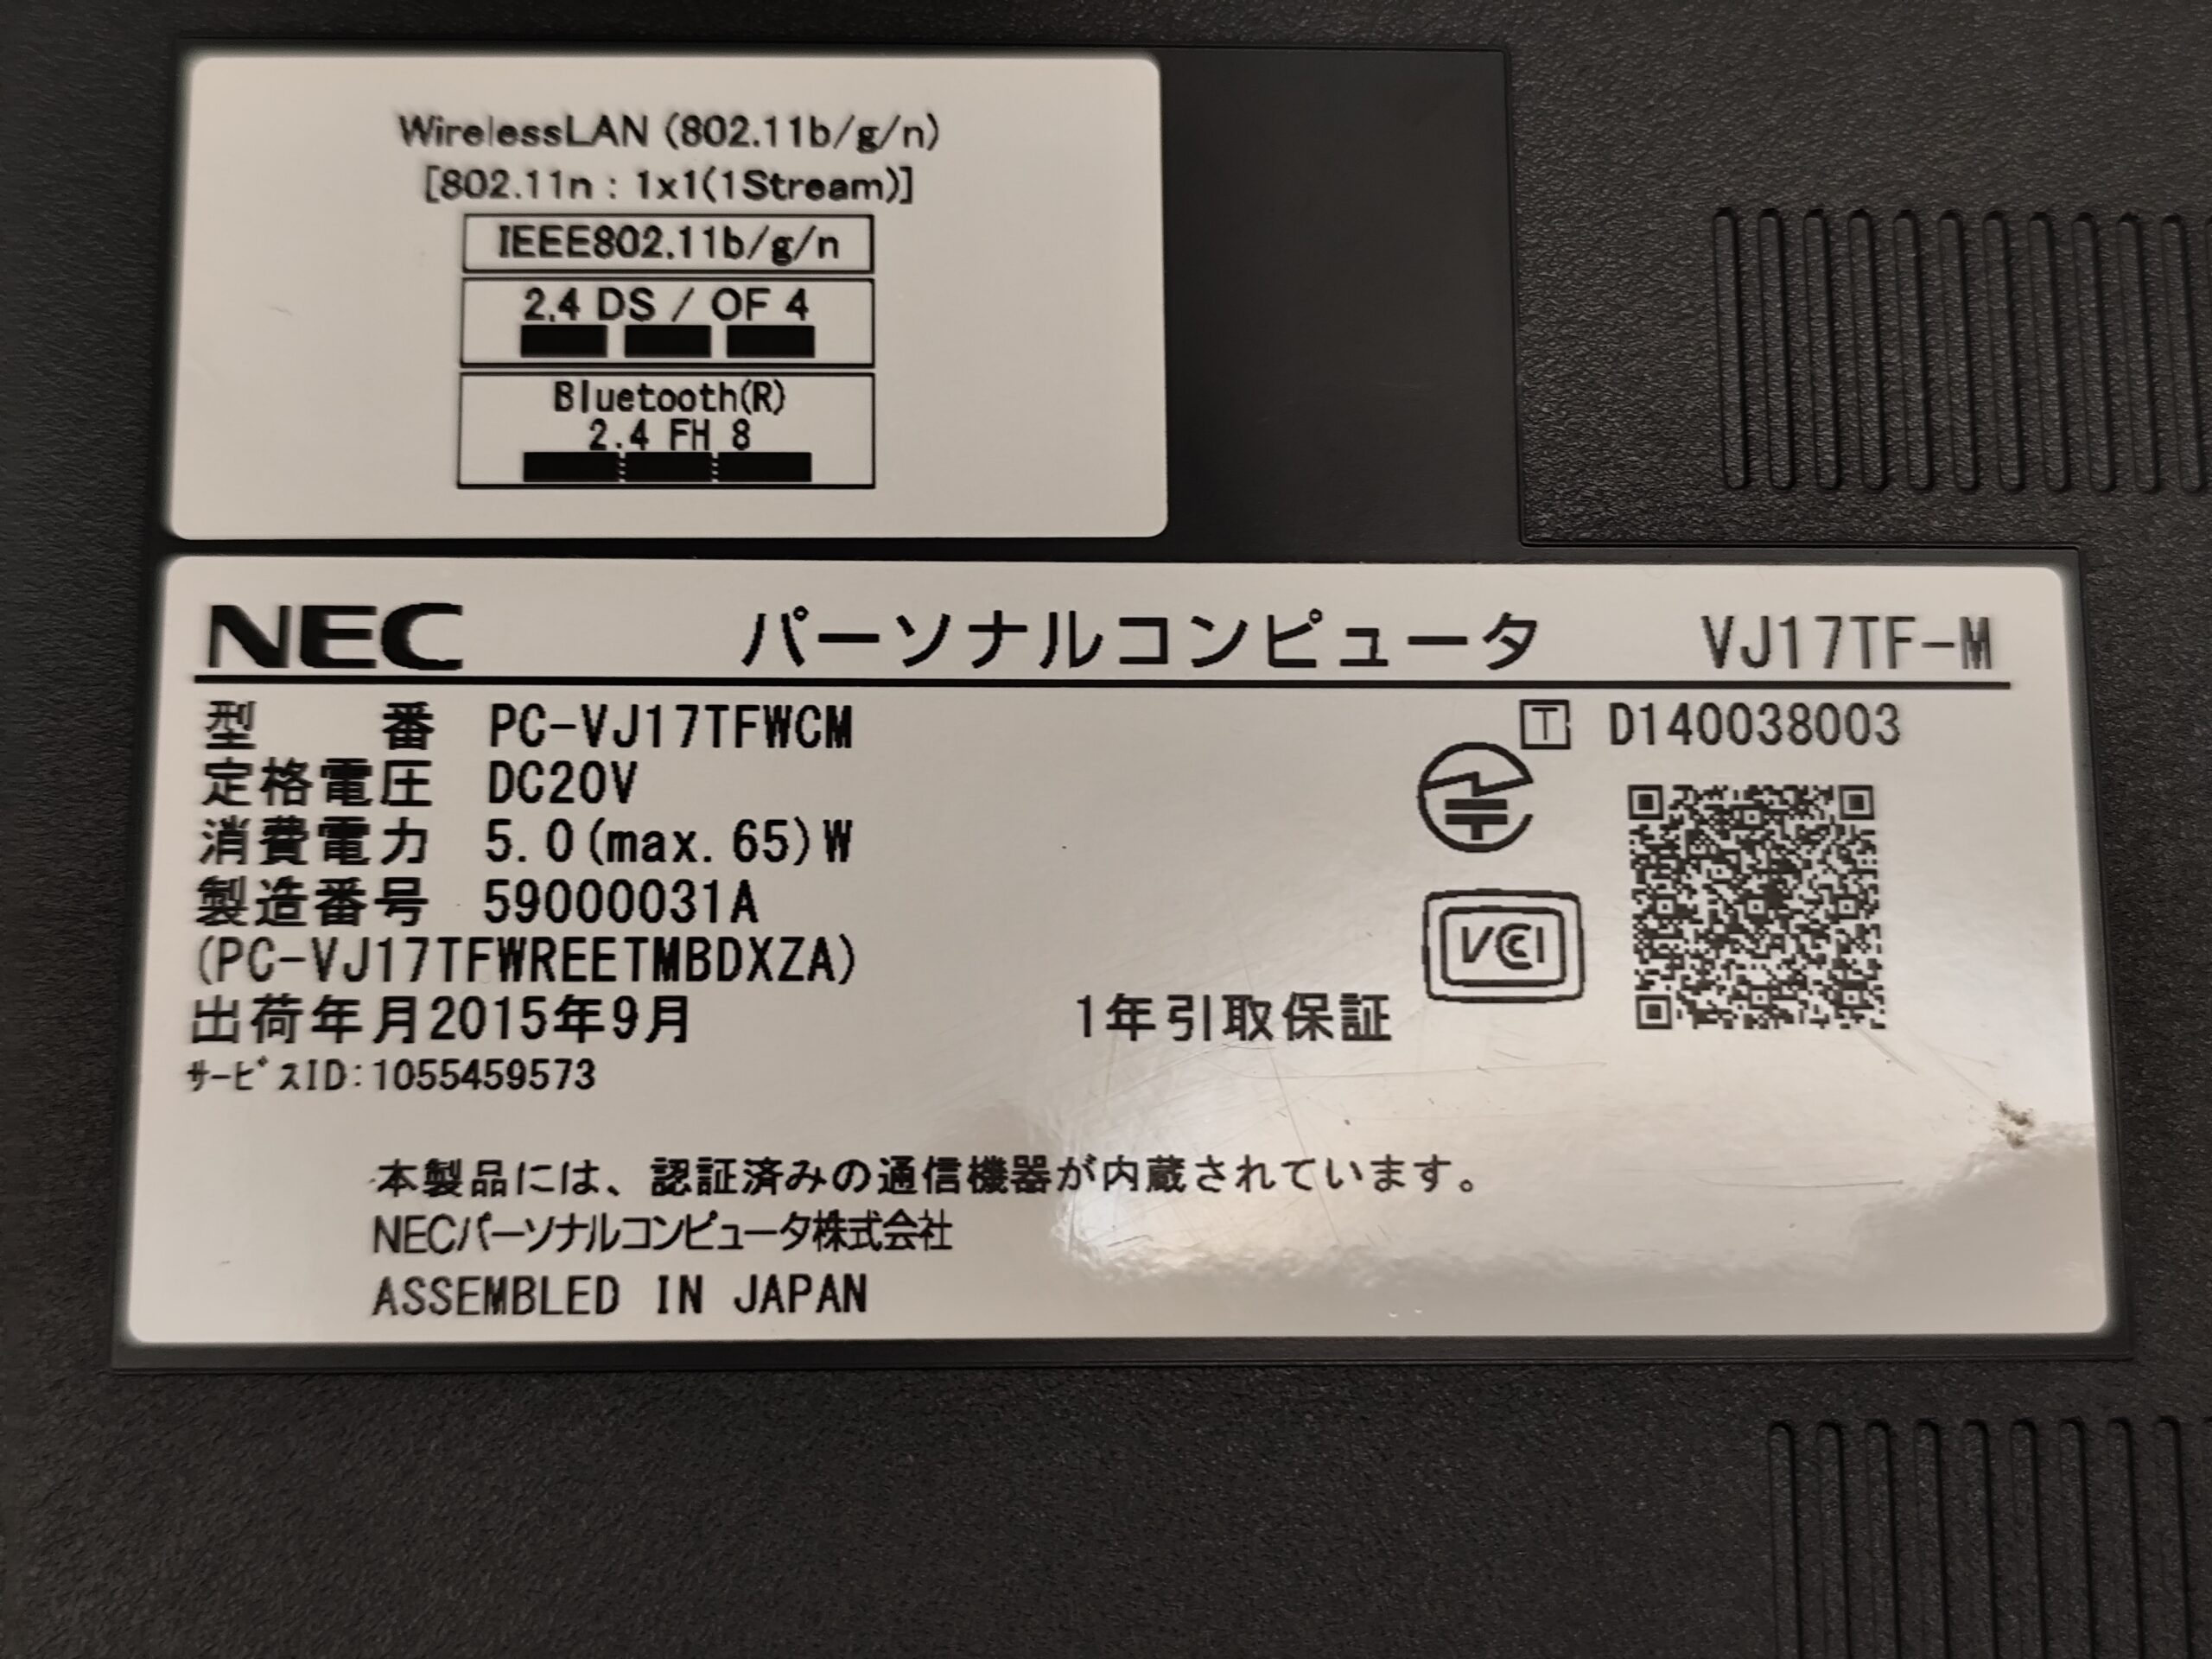 WirelessLAN (802.11b/g/n)
[802.11n : 1x1(1Stream)]
IEEE802.11b/g/n
2.4 DS / OF 4
Bluetooth(R)
2.4 FH 8
NEC パーソナルコンピュータ VJ17TF-M
型 番 PC-VJ17TFWCM
T D140038003
定格電圧 DC20V
消費電力 5.0(max.65)W
製造番号 59000031A
VCCI
(PC-VJ17TFWREETMBDXZA)
出荷年月2015年9月 1年引取保証
ｻｰﾋﾞｽID:1055459573
本製品には、認証済みの通信機器が内蔵されています。
NECパーソナルコンピュータ株式会社
ASSEMBLED IN JAPAN